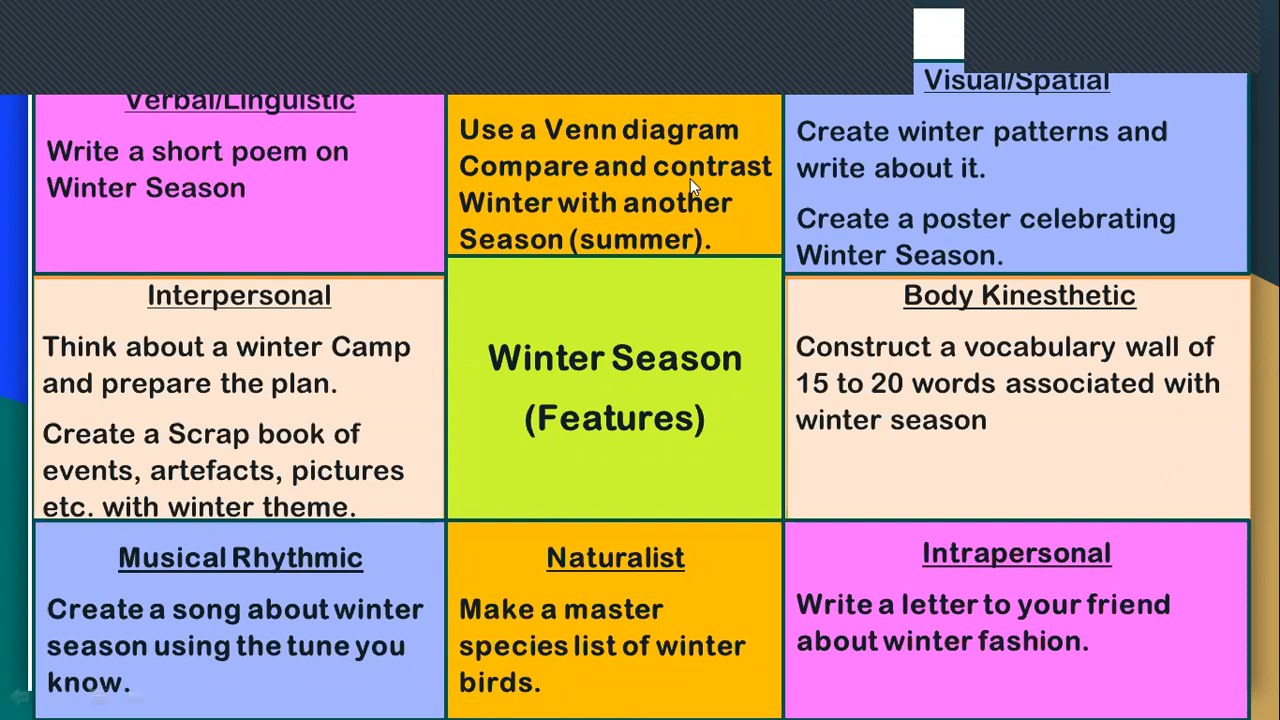 Verbal/Linguistic
Write a short poem on
Winter Season
Use a Venn diagram
Compare and contrast
Winter with another
Season (summer).
Visual/Spatial
Create winter patterns and
write about it.
Create a poster celebrating
Winter Season.
Interpersonal
Think about a winter Camp
and prepare the plan.
Create a Scrap book of
events, artefacts, pictures
etc. with winter theme.
Winter Season
(Features)
Body Kinesthetic
Construct a vocabulary wall of
15 to 20 words associated with
winter season
Musical Rhythmic
Create a song about winter
season using the tune you
know.
Naturalist
Make a master
species list of winter
birds.
Intrapersonal
Write a letter to your friend
about winter fashion.